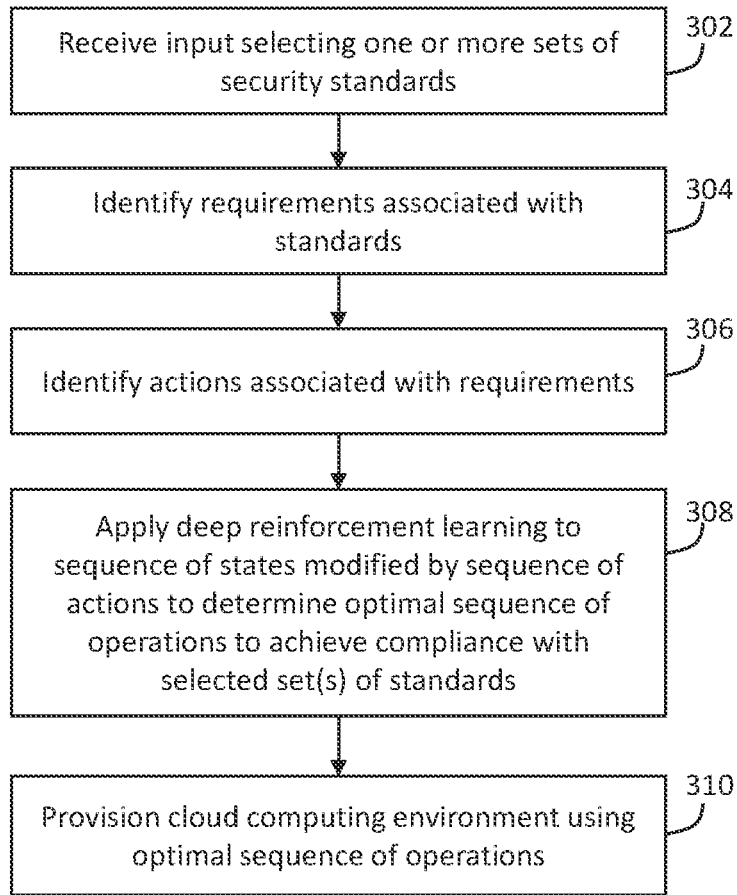 Receive input selecting one or more sets of
security standards
302
Identify requirements associated with
standards
304
Identify actions associated with requirements
306
Apply deep reinforcement learning to
sequence of states modified by sequence of
actions to determine optimal sequence of
operations to achieve compliance with
selected set(s) of standards
308
Provision cloud computing environment using
optimal sequence of operations
310